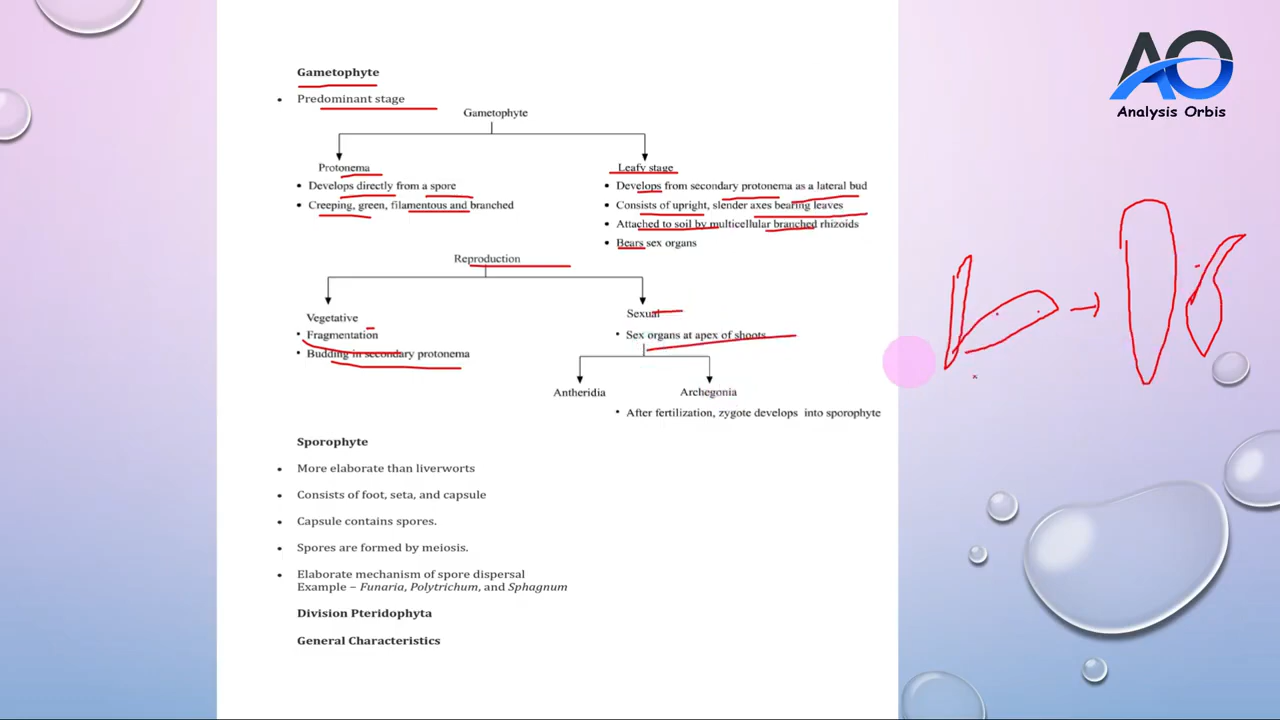 AO
Analysis Orbis
Gametophyte
• Predominant stage
Gametophyte
Protonema
• Develops directly from a spore
• Creeping, green, filamentous and branched
Leafy stage
• Develops from secondary protonema as a lateral bud
• Consists of upright, slender axes bearing leaves
• Attached to soil by multicellular branched rhizoids
• Bears sex organs
Reproduction
Vegetative
• Fragmentation
• Budding in secondary protonema
Sexual
• Sex organs at apex of shoots
Antheridia
Archegonia
• After fertilization, zygote develops into sporophyte
Sporophyte
• More elaborate than liverworts
• Consists of foot, seta, and capsule
• Capsule contains spores.
• Spores are formed by meiosis.
• Elaborate mechanism of spore dispersal
Example – Funaria, Polytrichum, and Sphagnum
Division Pteridophyta
General Characteristics